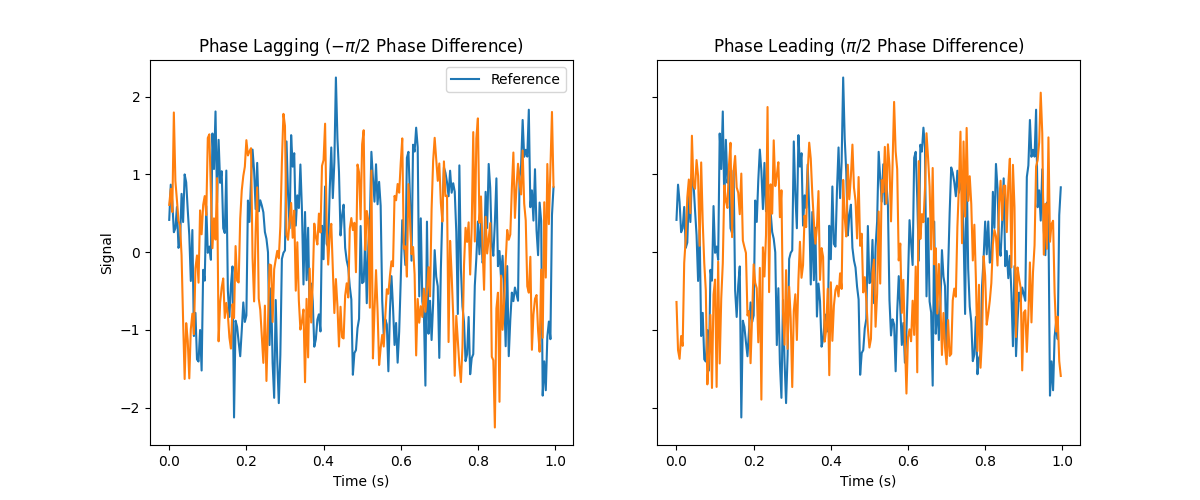 Phase Lagging (−π/2 Phase Difference)
Phase Leading (π/2 Phase Difference)
Reference
Signal
2
1
0
−1
−2
0.0 0.2 0.4 0.6 0.8 1.0
0.0 0.2 0.4 0.6 0.8 1.0
Time (s)
Time (s)